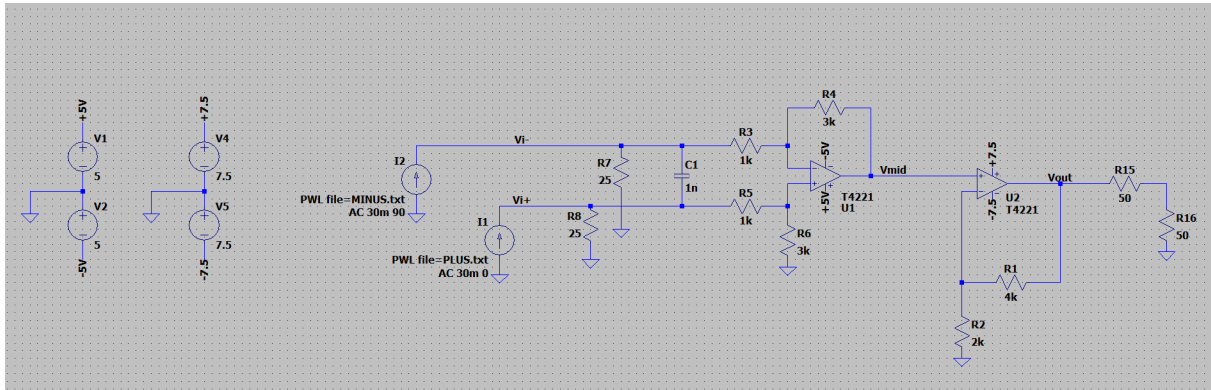 +5V
V1
5
V2
5
-5V
+7.5
V4
7.5
V5
7.5
-7.5
Vi-
I2
PWL file=MINUS.txt
AC 30m 90
Vi+
I1
PWL file=PLUS.txt
AC 30m 0
R7
25
R8
25
C1
1n
R3
1k
R5
1k
R4
3k
-5V
+5V
T4221
U1
R6
3k
Vmid
+7.5
-7.5
U2
T4221
Vout
R1
4k
R2
2k
R15
50
R16
50